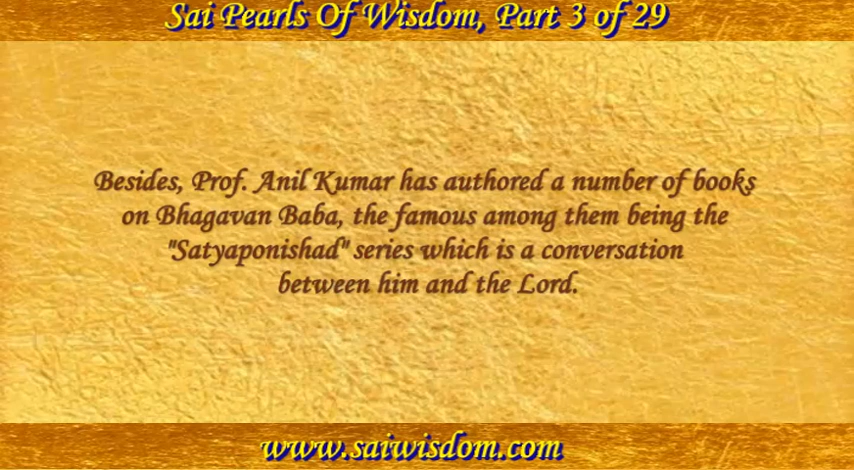 Sai Pearls Of Wisdom, Part 3 of 29
Besides, Prof. Anil Kumar has authored a number of books
on Bhagavan Baba, the famous among them being the
"Satyaponishad" series which is a conversation
between him and the Lord.
www.saiwisdom.com